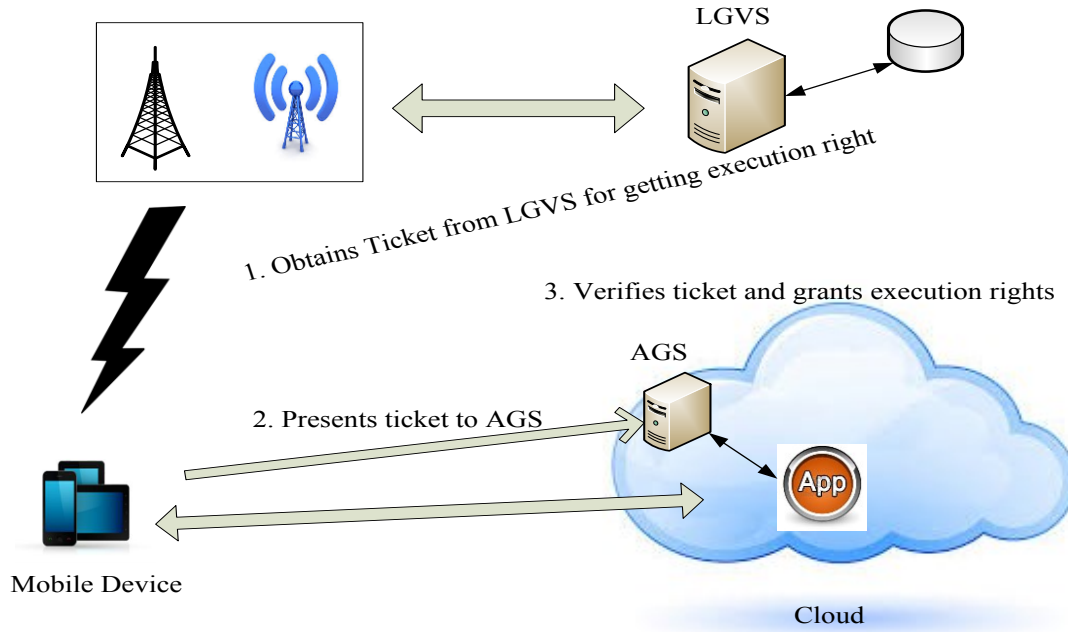 LGVS
1. Obtains Ticket from LGVS for getting execution right
3. Verifies ticket and grants execution rights
AGS
2. Presents ticket to AGS
App
Mobile Device
Cloud